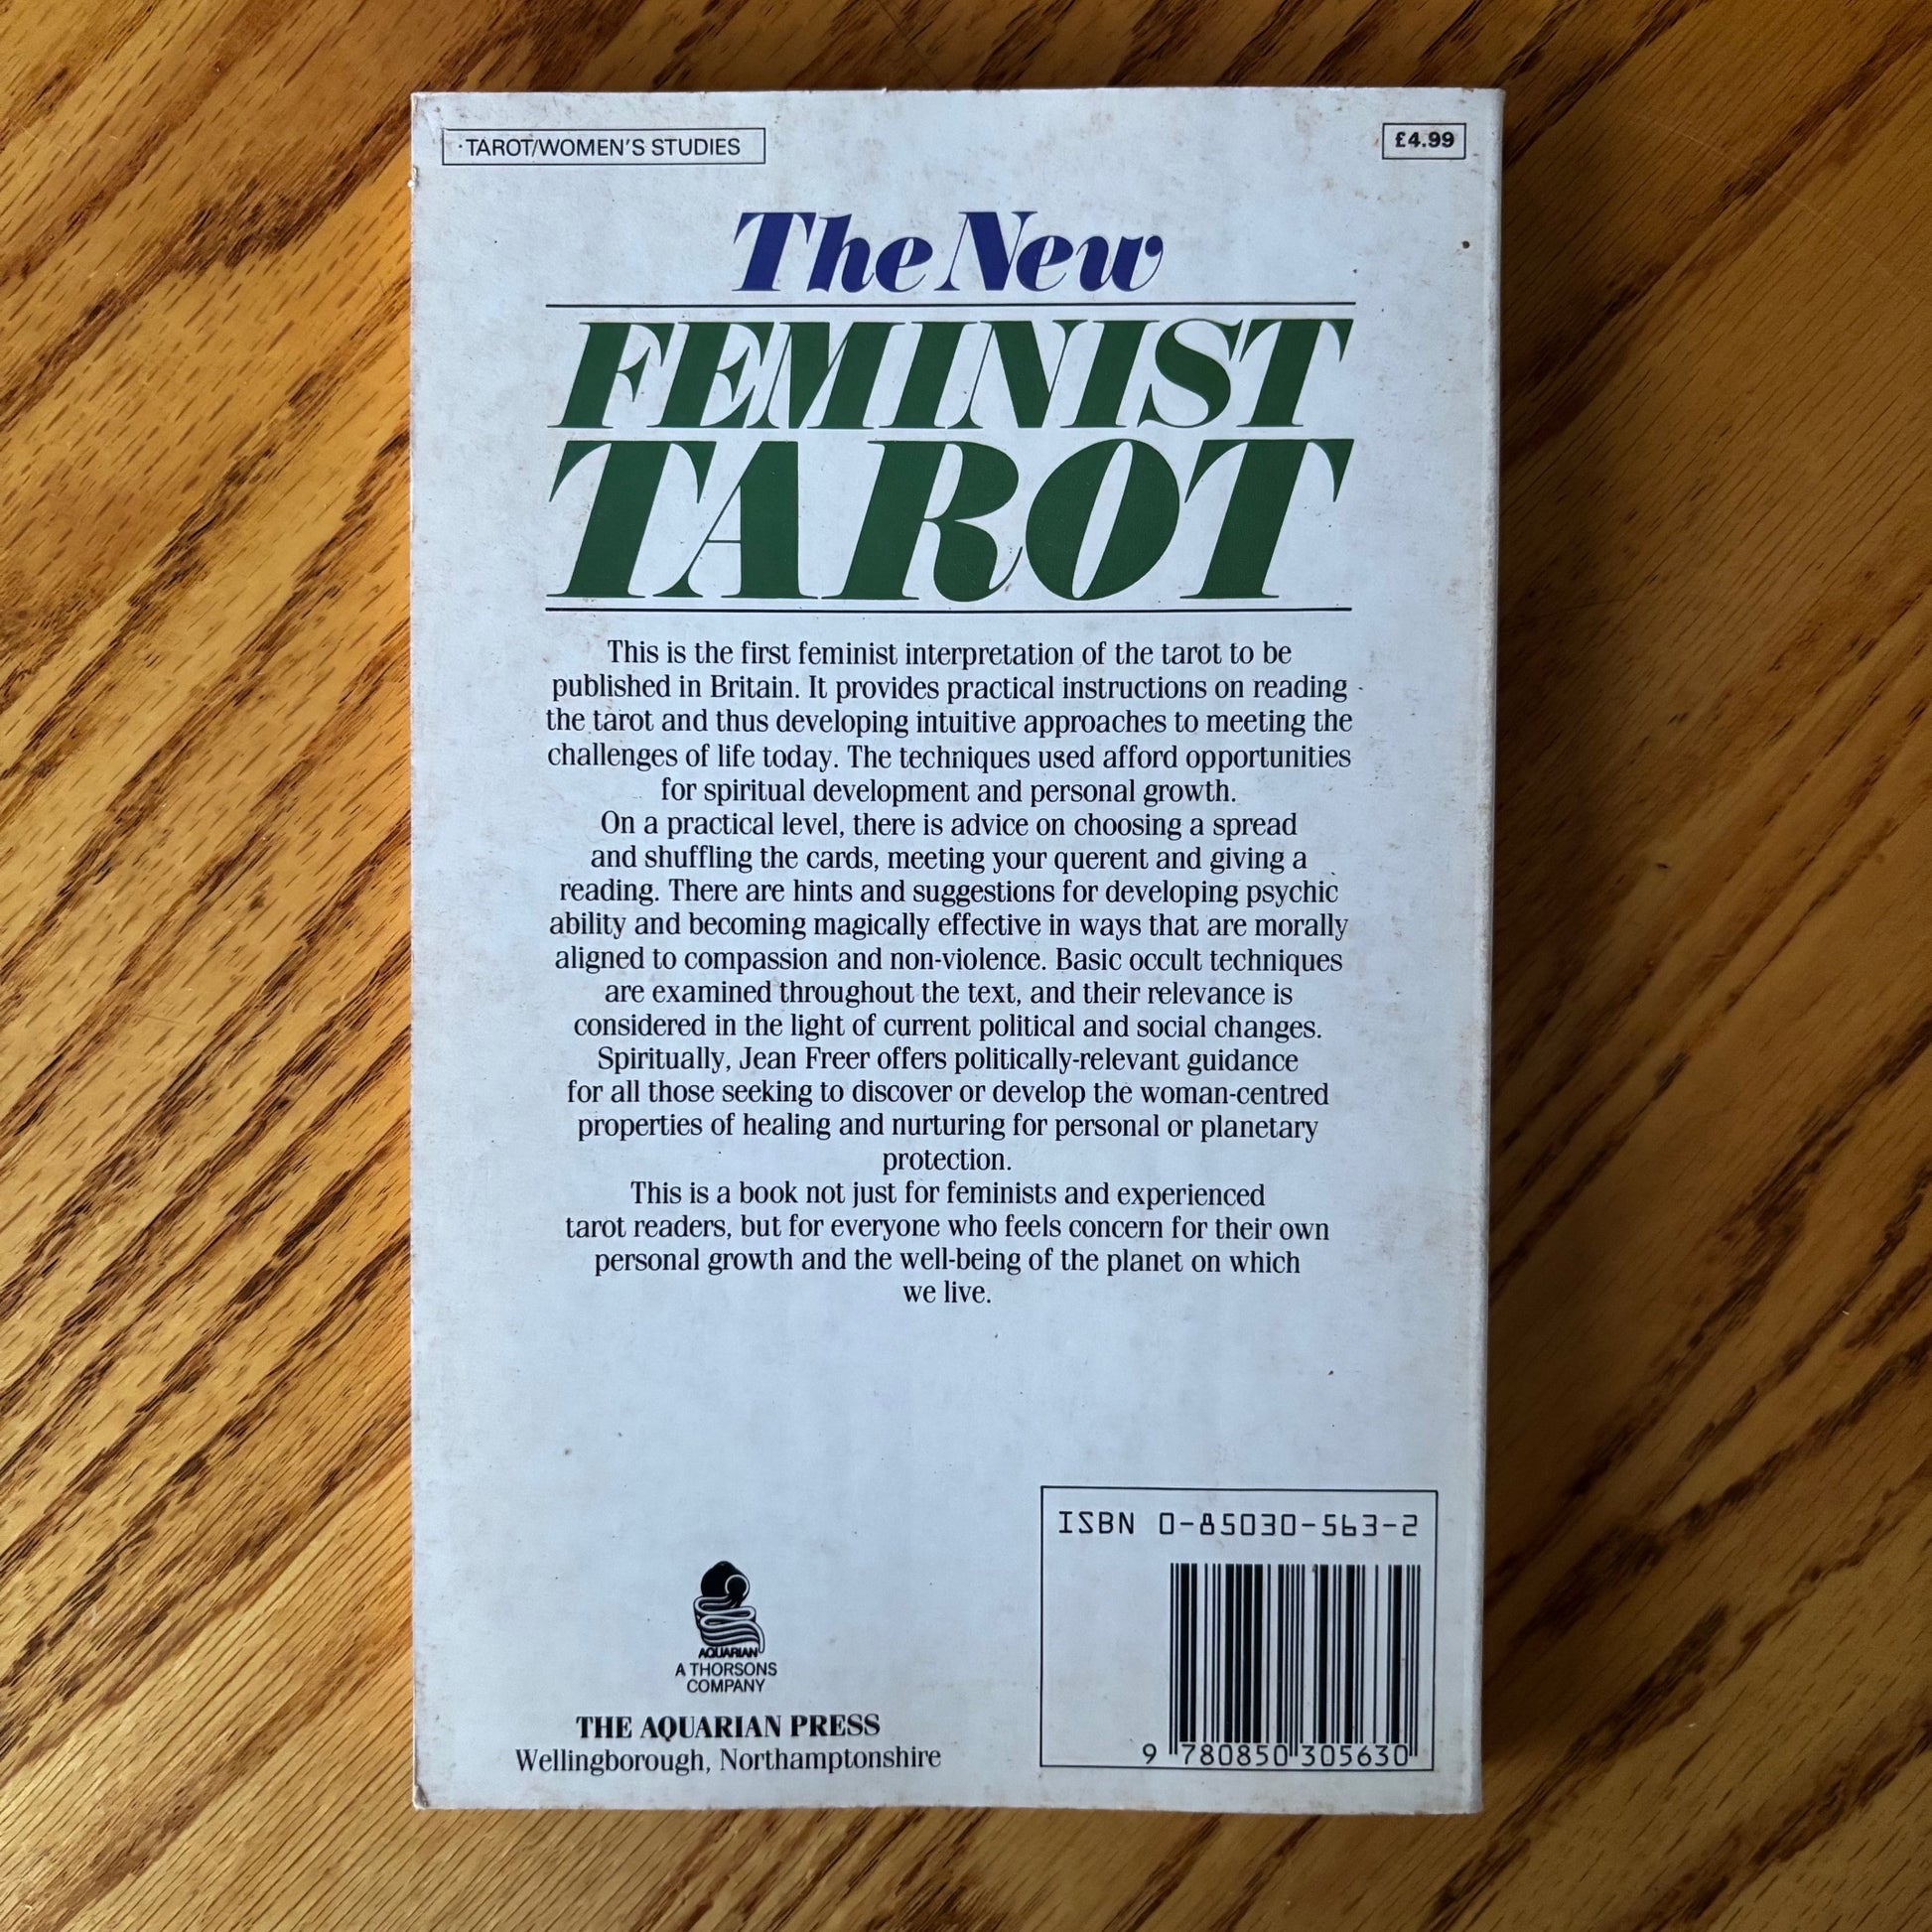 TAROT/WOMEN'S STUDIES
£4.99
The New
FEMINIST
TAROT
This is the first feminist interpretation of the tarot to be
published in Britain. It provides practical instructions on reading
the tarot and thus developing intuitive approaches to meeting the
challenges of life today. The techniques used afford opportunities
for spiritual development and personal growth.
On a practical level, there is advice on choosing a spread
and shuffling the cards, meeting your querent and giving a
reading. There are hints and suggestions for developing psychic
ability and becoming magically effective in ways that are morally
aligned to compassion and non-violence. Basic occult techniques
are examined throughout the text, and their relevance is
considered in the light of current political and social changes.
Spiritually, Jean Freer offers politically-relevant guidance
for all those seeking to discover or develop the woman-centred
properties of healing and nurturing for personal or planetary
protection.
This is a book not just for feminists and experienced
tarot readers, but for everyone who feels concern for their own
personal growth and the well-being of the planet on which
we live.
AQUARIAN
A THORSONS
COMPANY
THE AQUARIAN PRESS
Wellingborough, Northamptonshire
ISBN 0-85030-563-2
9 780850 305630